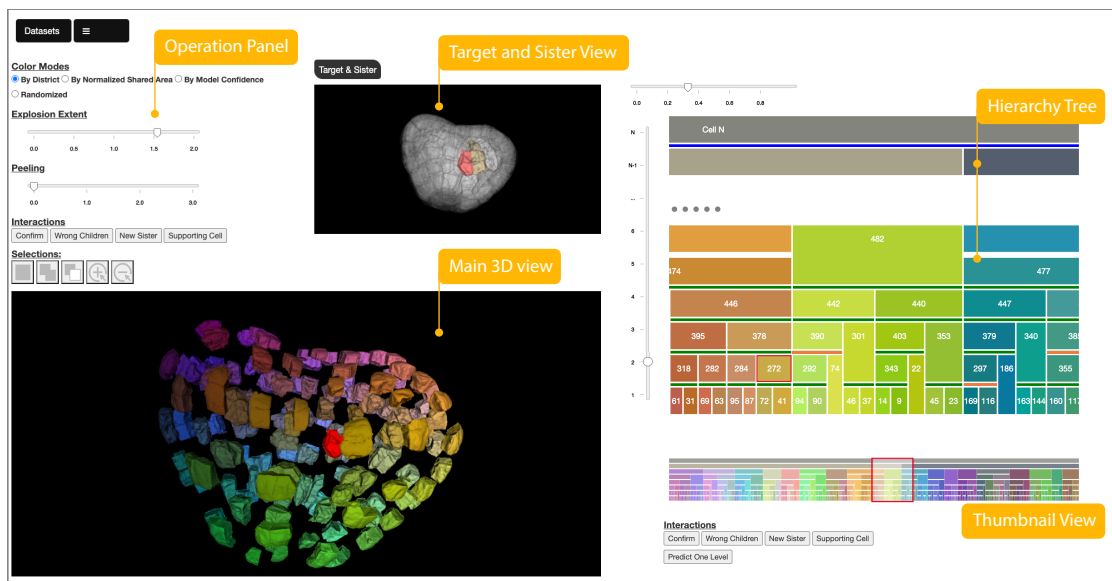 Datasets ≡
Operation Panel
Color Modes
By District By Normalized Shared Area By Model Confidence
Randomized
Explosion Extent
0.0 0.5 1.0 1.5 2.0
Peeling
0.0 1.0 2.0 3.0
Interactions
Confirm Wrong Children New Sister Supporting Cell
Selections:
Target and Sister View
Target & Sister
Main 3D view
0.0 0.2 0.4 0.6 0.8
Hierarchy Tree
N Cell N
N-1
...
6 482
5 474 477
4 446 442 440 447
3 395 378 390 301 403 353 379 340 385
2 318 282 284 272 292 74 343 22 297 186 355
1 61 31 69 63 95 87 72 41 94 90 46 37 14 9 45 23 169 116 163 144 160 117
Thumbnail View
Interactions
Confirm Wrong Children New Sister Supporting Cell
Predict One Level